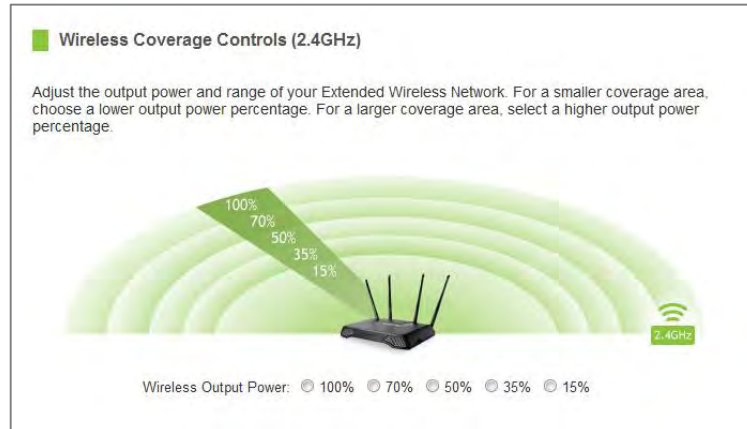 Wireless Coverage Controls (2.4GHz)
Adjust the output power and range of your Extended Wireless Network. For a smaller coverage area,
choose a lower output power percentage. For a larger coverage area, select a higher output power
percentage.
100%
70%
50%
35%
15%
2.4GHz
Wireless Output Power: 100% 70% 50% 35% 15%